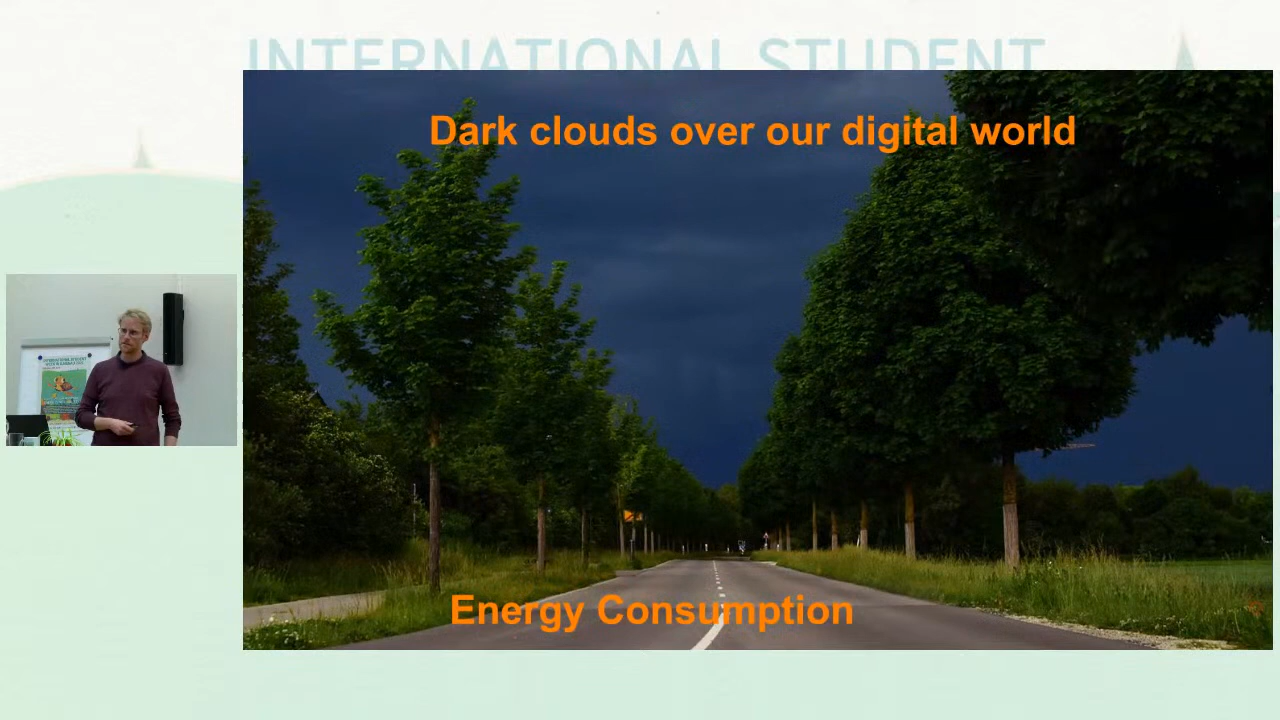 INTERNATIONAL STUDENT
Dark clouds over our digital world
Energy Consumption